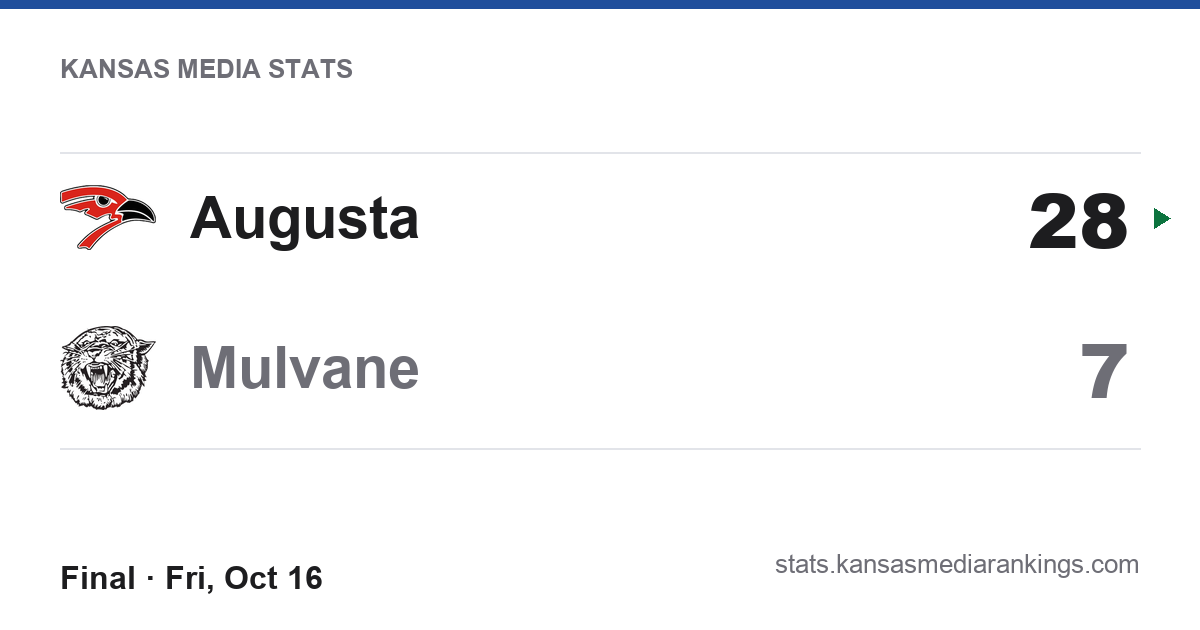 KANSAS MEDIA STATS
Augusta 28
Mulvane 7
Final · Fri, Oct 16
stats.kansasmediarankings.com